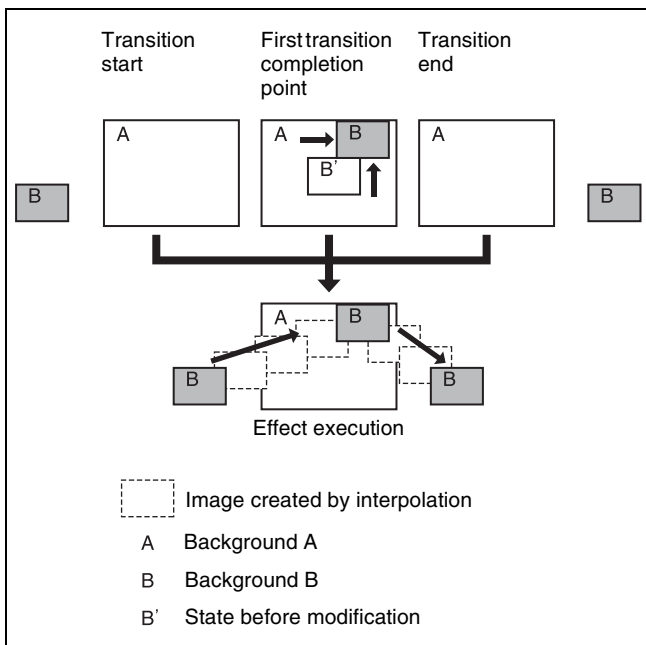 Transition start
First transition completion point
Transition end
A
A
B
B'
A
B
B
A
B
B
B
Effect execution
Image created by interpolation
A Background A
B Background B
B' State before modification